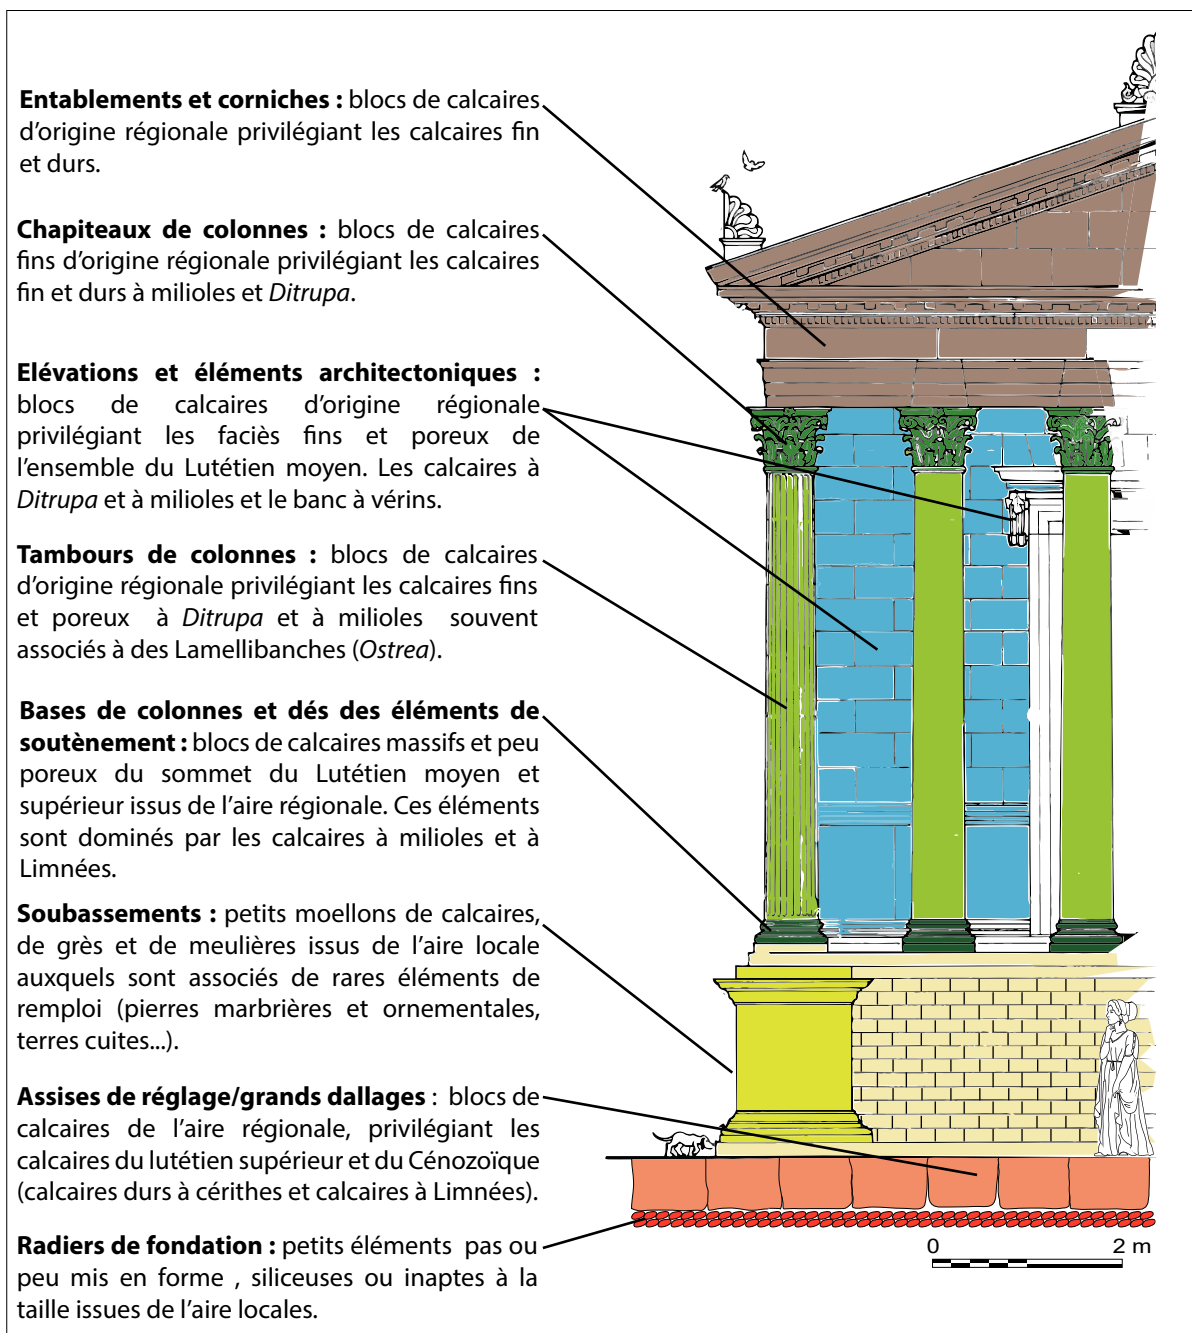 Entablements et corniches : blocs de calcaires
d’origine régionale privilégiant les calcaires fin
et durs.
Chapiteaux de colonnes : blocs de calcaires
fins d’origine régionale privilégiant les calcaires
fin et durs à milioles et Ditrupa.
Elévations et éléments architectoniques :
blocs de calcaires d’origine régionale
privilégiant les faciès fins et poreux de
l’ensemble du Lutétien moyen. Les calcaires à
Ditrupa et à milioles et le banc à vérins.
Tambours de colonnes : blocs de calcaires
d’origine régionale privilégiant les calcaires fins
et poreux à Ditrupa et à milioles souvent
associés à des Lamellibanches (Ostrea).
Bases de colonnes et dés des éléments de
soutènement : blocs de calcaires massifs et peu
poreux du sommet du Lutétien moyen et
supérieur issus de l’aire régionale. Ces éléments
sont dominés par les calcaires à milioles et à
Limnées.
Soubassements : petits moellons de calcaires,
de grès et de meulières issus de l’aire locale
auxquels sont associés de rares éléments de
remploi (pierres marbrières et ornementales,
terres cuites...).
Assises de réglage/grands dallages : blocs de
calcaires de l’aire régionale, privilégiant les
calcaires du lutétien supérieur et du Cénozoïque
(calcaires durs à cérithes et calcaires à Limnées).
Radiers de fondation : petits éléments pas ou
peu mis en forme , siliceuses ou inaptes à la
taille issues de l’aire locales.
0 2 m